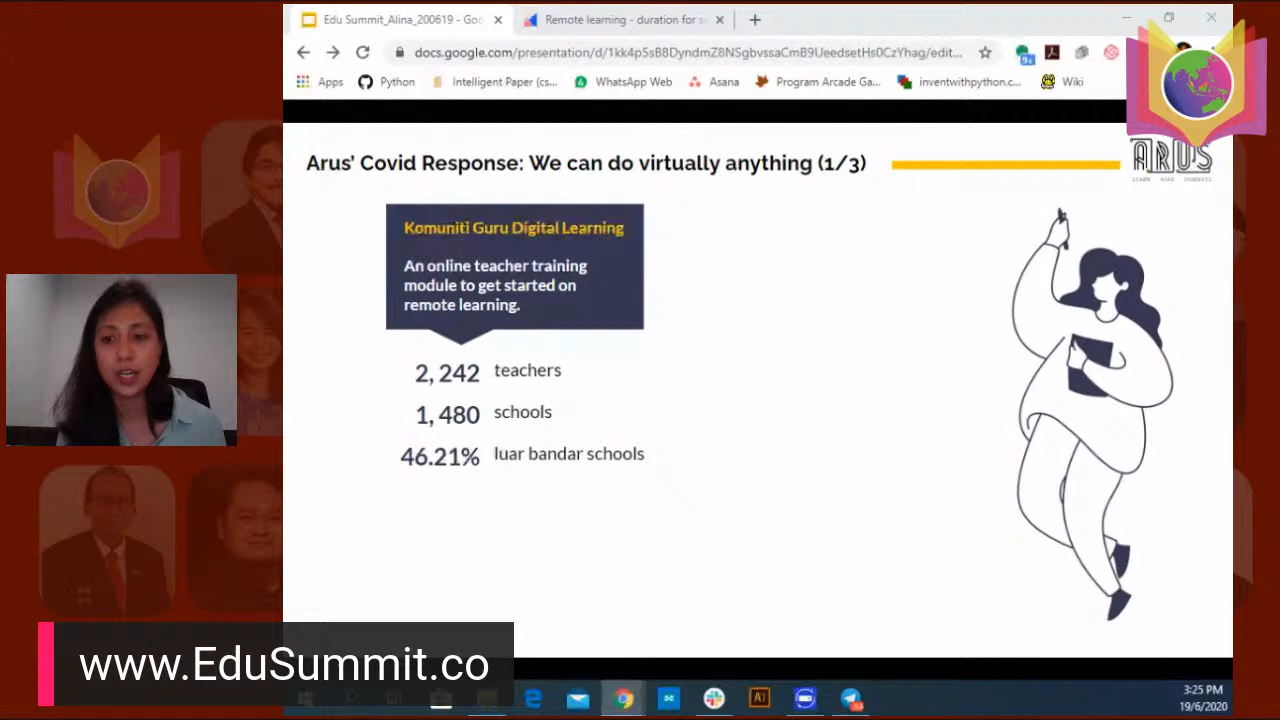 Edu Summit_Alina_200619 - Goo
Remote learning - duration for s
docs.google.com/presentation/d/1kk4p5sB8DyndmZ8NSgbvssaCmB9UeedsetHs0CzYhag/edit...
Apps
Python
Intelligent Paper (cs...
WhatsApp Web
Asana
Program Arcade Ga...
inventwithpython.c...
Wiki
Arus’ Covid Response: We can do virtually anything (1/3)
ARUS
Komuniti Guru Digital Learning
An online teacher training
module to get started on
remote learning.
2, 242 teachers
1, 480 schools
46.21% luar bandar schools
www.EduSummit.co
3:25 PM
19/6/2020